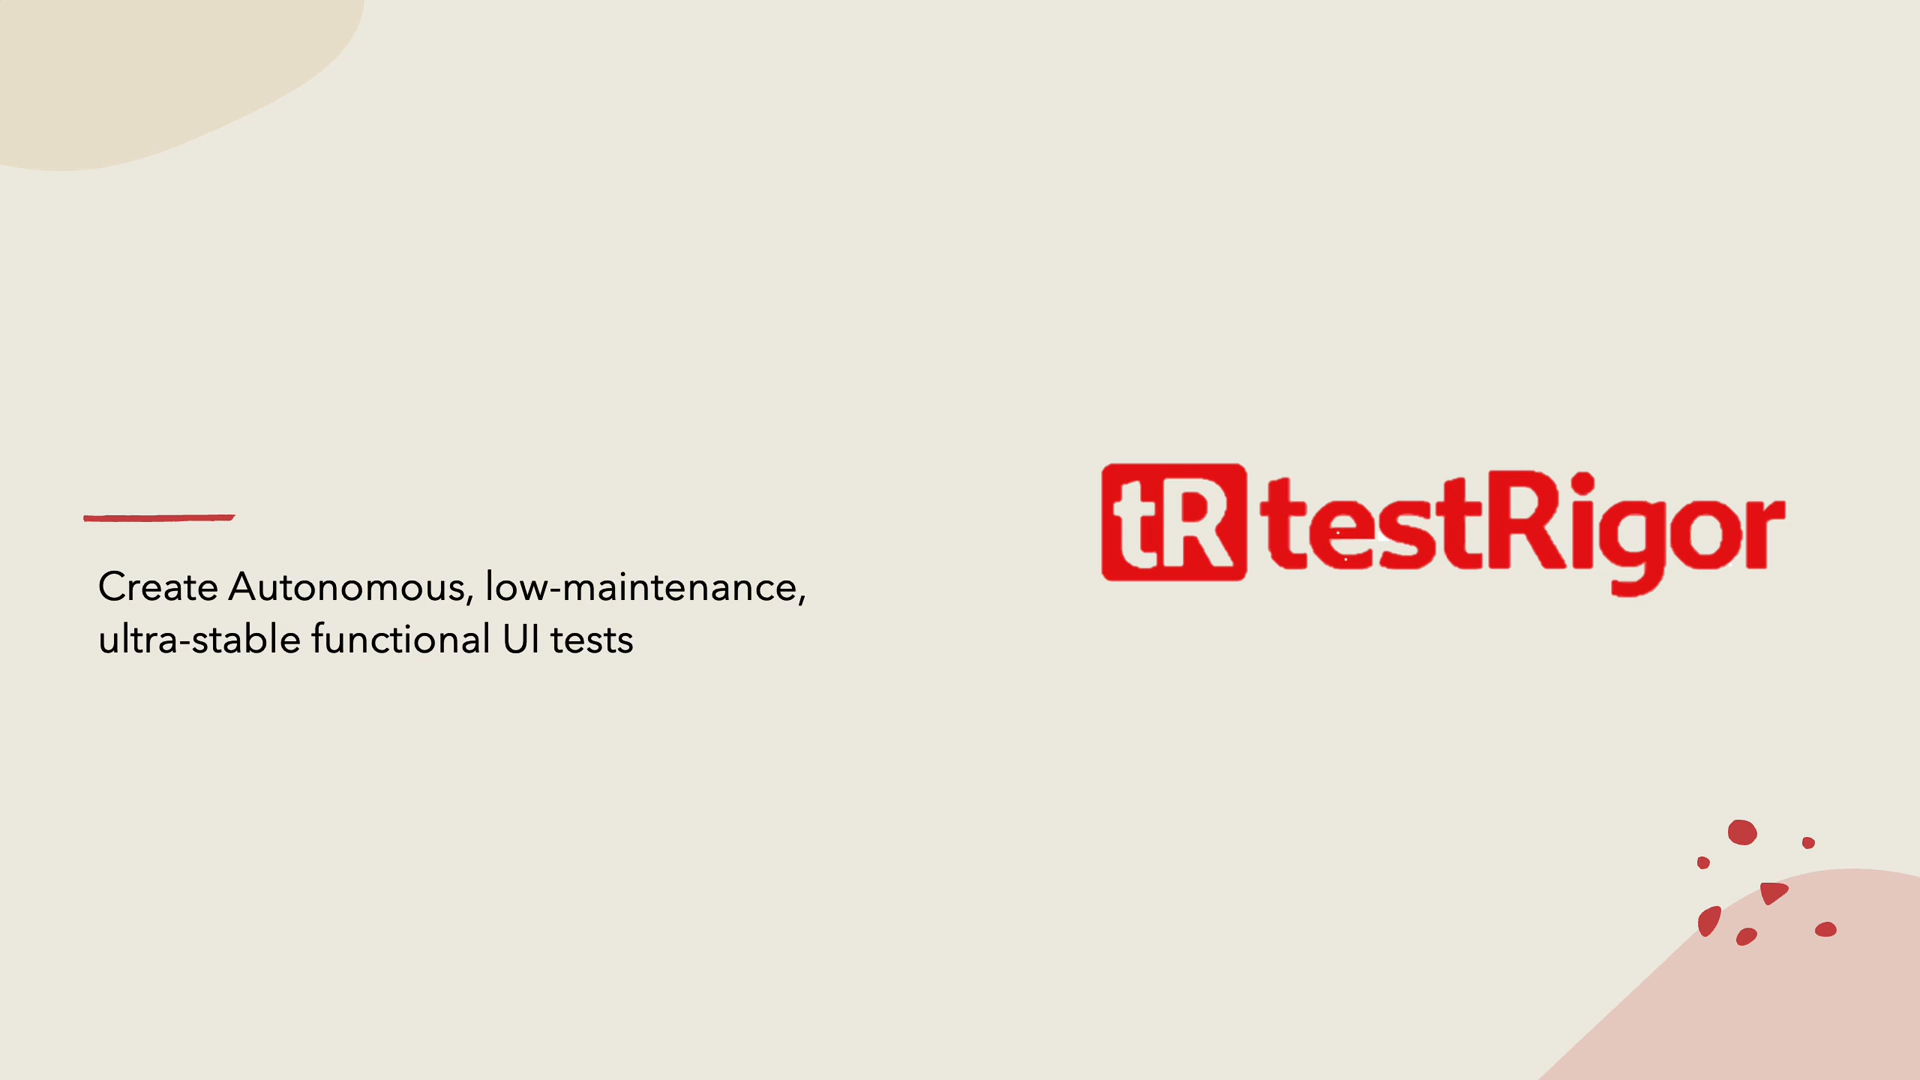 Create Autonomous, low-maintenance,
ultra-stable functional UI tests
tR testRigor